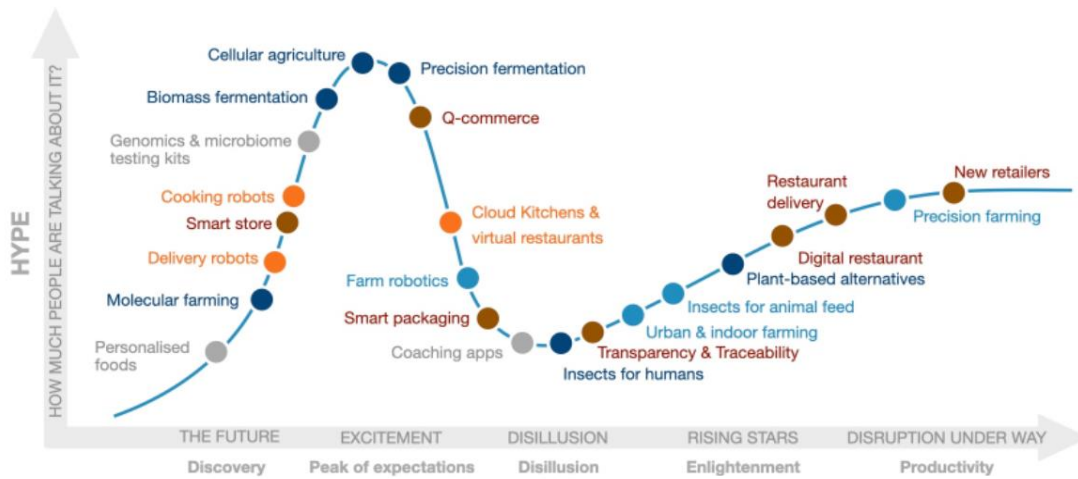 HYPE
HOW MUCH PEOPLE ARE TALKING ABOUT IT?
Cellular agriculture
Precision fermentation
Biomass fermentation
Q-commerce
Genomics & microbiome
testing kits
Cooking robots
Smart store
Delivery robots
Molecular farming
Personalised
foods
Cloud Kitchens &
virtual restaurants
Farm robotics
Smart packaging
Coaching apps
Insects for humans
Transparency & Traceability
Urban & indoor farming
Insects for animal feed
Plant-based alternatives
Digital restaurant
Restaurant
delivery
Precision farming
New retailers
THE FUTURE
EXCITEMENT
DISILLUSION
RISING STARS
DISRUPTION UNDER WAY
Discovery
Peak of expectations
Disillusion
Enlightenment
Productivity